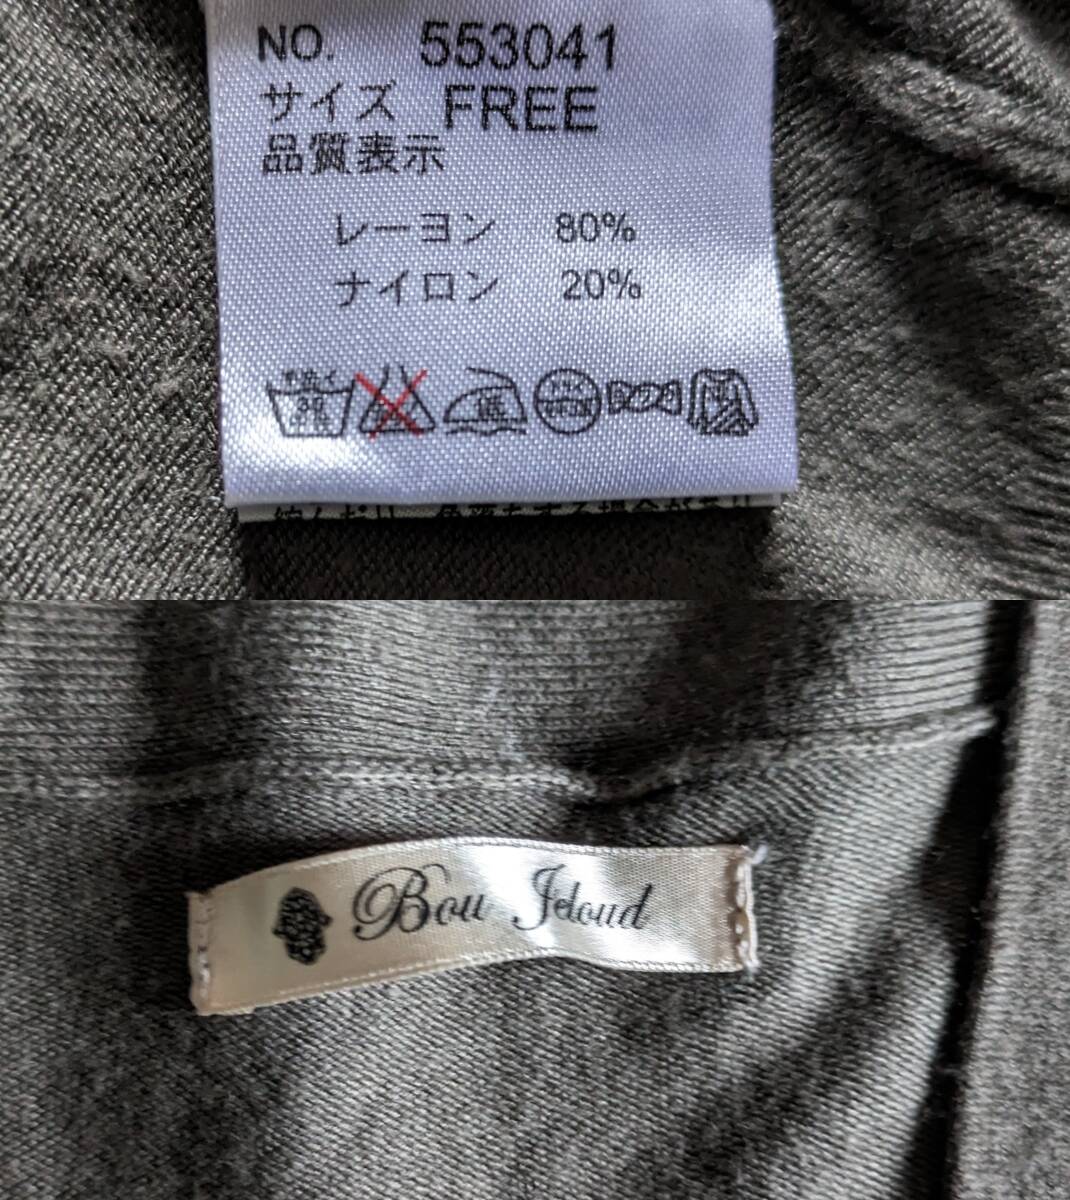 NO. 553041
サイズ FREE
品質表示
レーヨン 80%
ナイロン 20%
Bou Jeloud